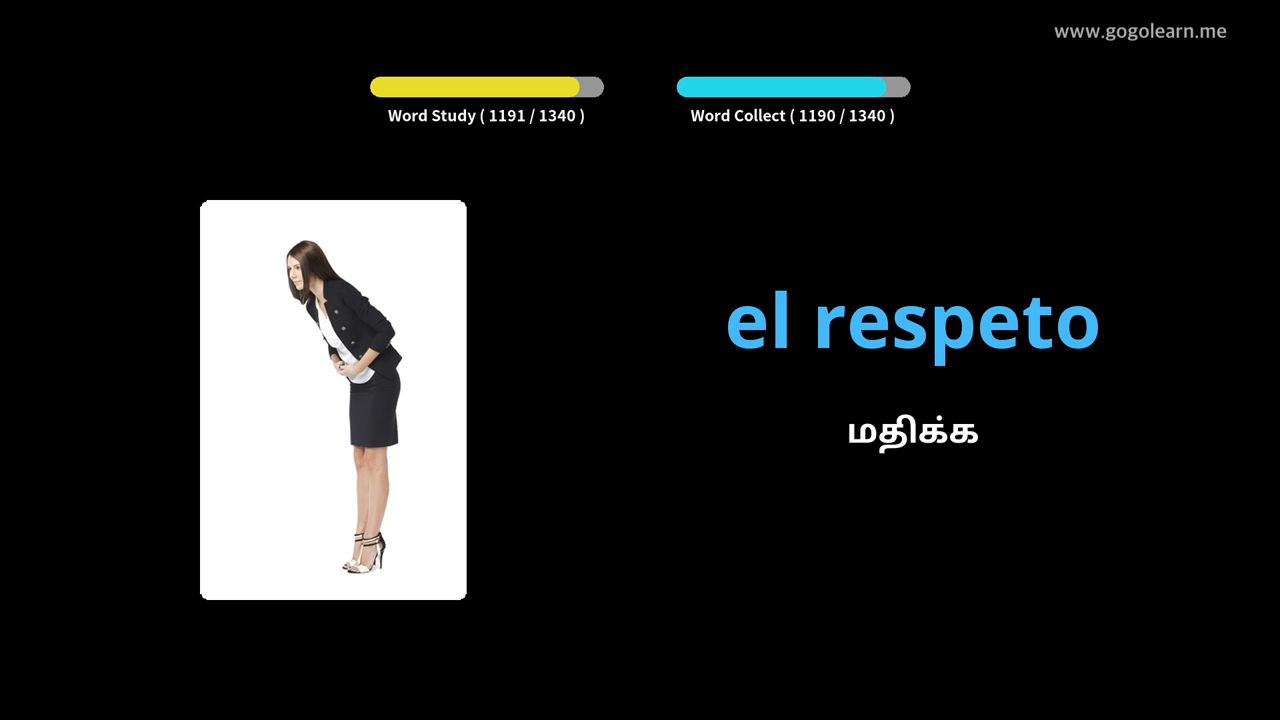 www.gogolearn.me
Word Study ( 1191 / 1340 )
Word Collect ( 1190 / 1340 )
el respeto
மதிக்க